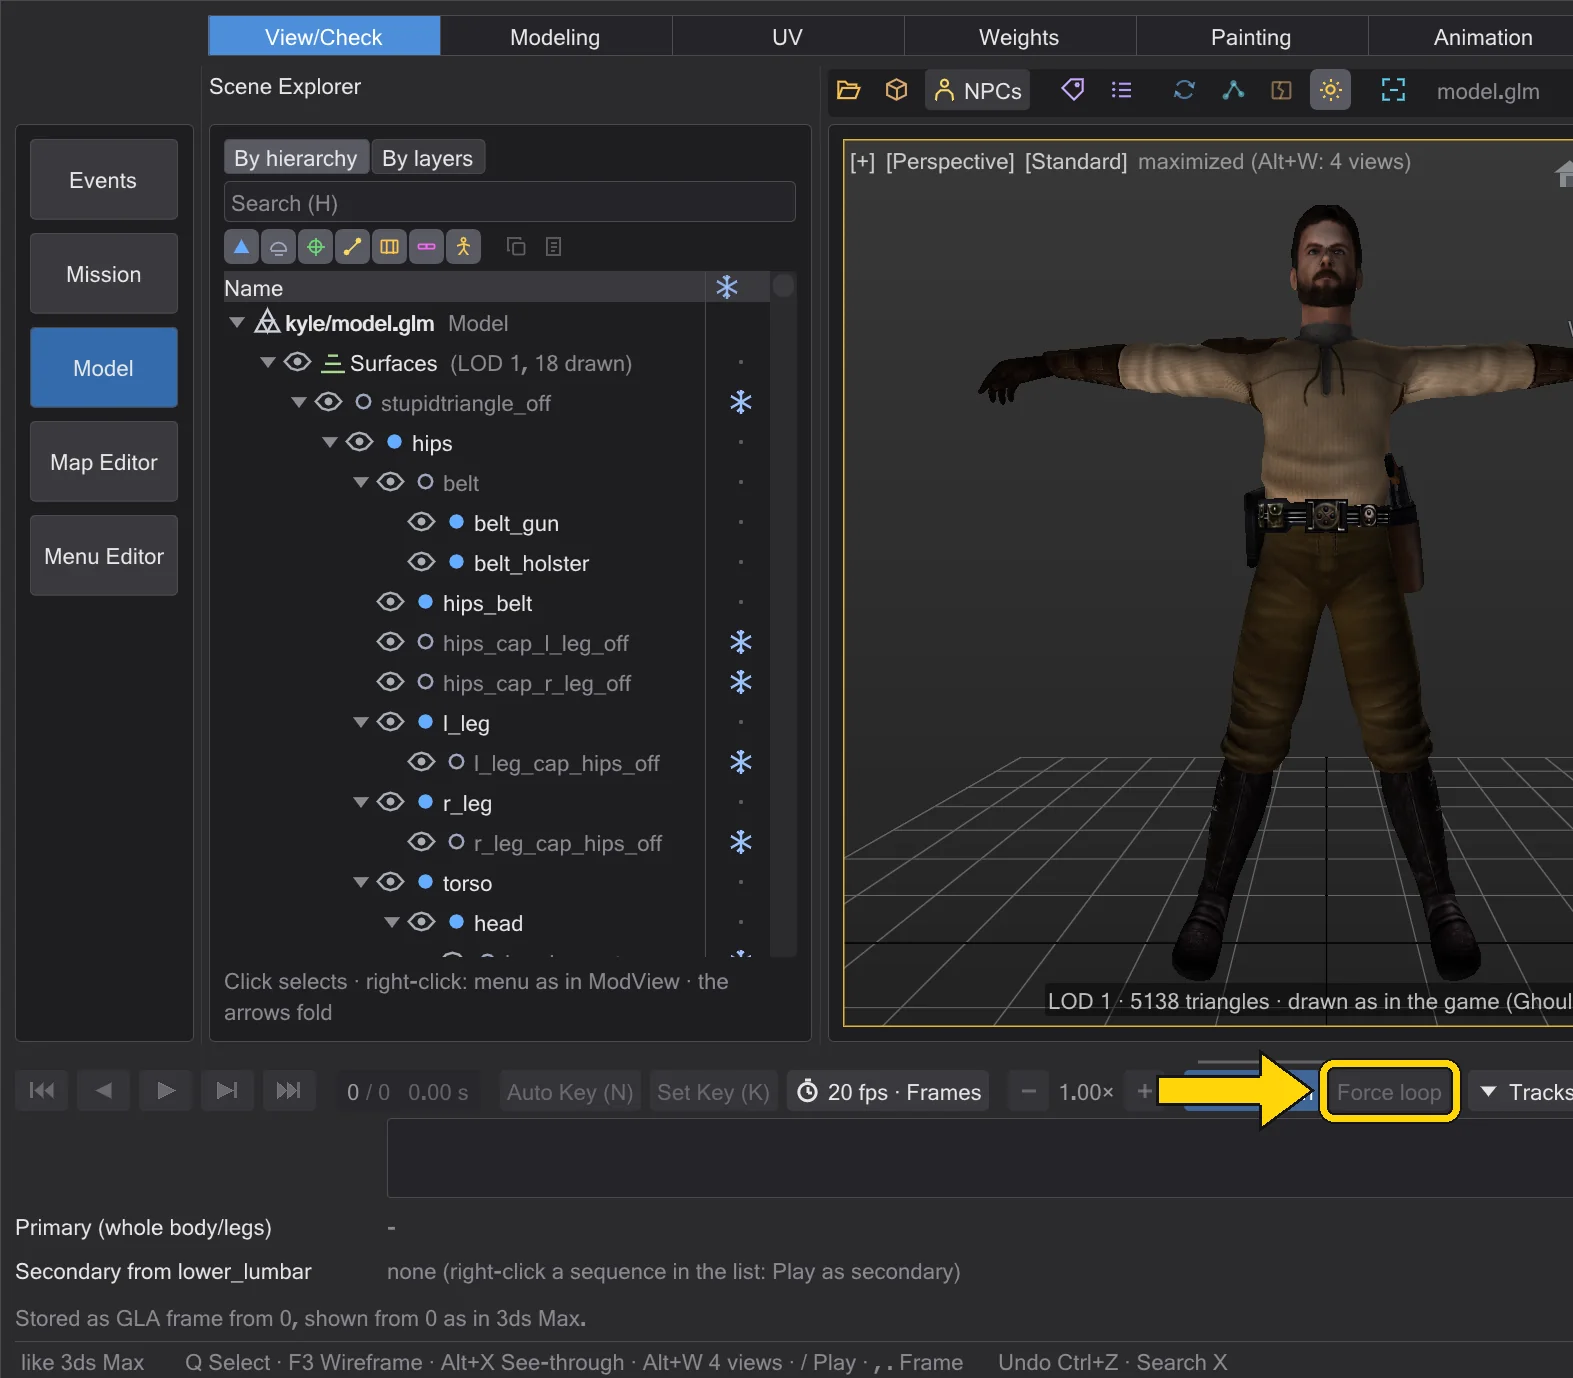 View/Check
Modeling
UV
Weights
Painting
Animation
Scene Explorer
NPCs
model.glm
Events
Mission
Model
Map Editor
Menu Editor
By hierarchy
By layers
Search (H)
Name
kyle/model.glm Model
Surfaces (LOD 1, 18 drawn)
stupidtriangle_off
hips
belt
belt_gun
belt_holster
hips_belt
hips_cap_l_leg_off
hips_cap_r_leg_off
l_leg
l_leg_cap_hips_off
r_leg
r_leg_cap_hips_off
torso
head
Click selects · right-click: menu as in ModView · the
arrows fold
[+] [Perspective] [Standard] maximized (Alt+W: 4 views)
LOD 1 · 5138 triangles · drawn as in the game (Ghoul
0 / 0 0.00 s
Auto Key (N)
Set Key (K)
20 fps · Frames
− 1.00× +
Force loop
Tracks
Primary (whole body/legs) -
Secondary from lower_lumbar none (right-click a sequence in the list: Play as secondary)
Stored as GLA frame from 0, shown from 0 as in 3ds Max.
like 3ds Max Q Select · F3 Wireframe · Alt+X See-through · Alt+W 4 views · / Play · , . Frame Undo Ctrl+Z · Search X